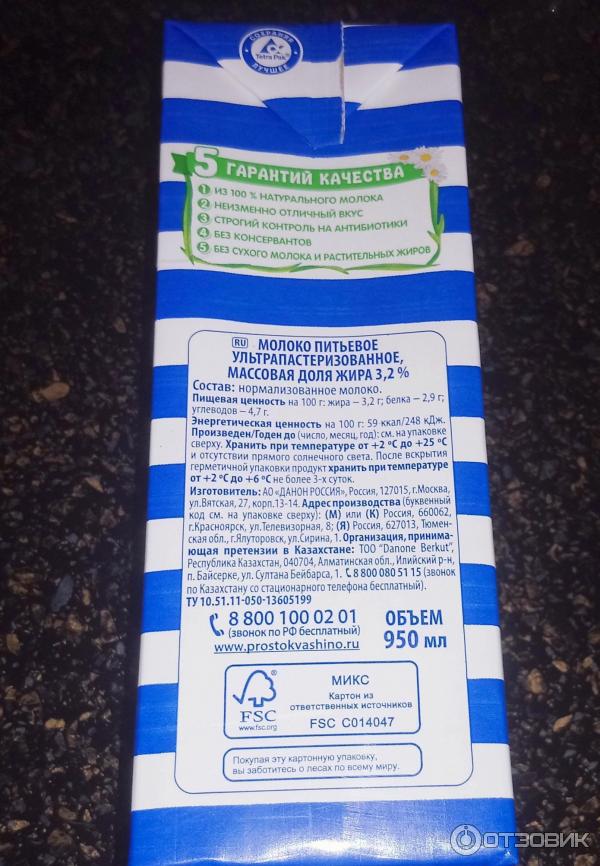 СОХРАНЯЕТ
Tetra Pak
ЛУЧШЕЕ
5 ГАРАНТИЙ КАЧЕСТВА
1 ИЗ 100 % НАТУРАЛЬНОГО МОЛОКА
2 НЕИЗМЕННО ОТЛИЧНЫЙ ВКУС
3 СТРОГИЙ КОНТРОЛЬ НА АНТИБИОТИКИ
4 БЕЗ КОНСЕРВАНТОВ
5 БЕЗ СУХОГО МОЛОКА И РАСТИТЕЛЬНЫХ ЖИРОВ
RU МОЛОКО ПИТЬЕВОЕ
УЛЬТРАПАСТЕРИЗОВАННОЕ,
МАССОВАЯ ДОЛЯ ЖИРА 3,2 %
Состав: нормализованное молоко.
Пищевая ценность на 100 г: жира – 3,2 г; белка – 2,9 г;
углеводов – 4,7 г.
Энергетическая ценность на 100 г: 59 ккал/248 кДж.
Произведен/Годен до (число, месяц, год): см. на упаковке
сверху. Хранить при температуре от +2 °С до +25 °С
и отсутствии прямого солнечного света. После вскрытия
герметичной упаковки продукт хранить при температуре
от +2 °С до +6 °С не более 3-х суток.
Изготовитель: АО «ДАНОН РОССИЯ», Россия, 127015, г.Москва,
ул.Вятская, 27, корп.13-14. Адрес производства (буквенный
код см. на упаковке сверху): (М) или (К) Россия, 660062,
г.Красноярск, ул.Телевизорная, 8; (Я) Россия, 627013, Тюмен-
ская обл., г.Ялуторовск, ул.Сирина, 1. Организация, принима-
ющая претензии в Казахстане: ТОО "Danone Berkut",
Республика Казахстан, 040704, Алматинская обл., Илийский р-н,
п. Байсерке, ул. Султана Бейбарса, 1. 8 800 080 51 15 (звонок
по Казахстану со стационарного телефона бесплатный).
ТУ 10.51.11-050-13605199
8 800 100 02 01
(звонок по РФ бесплатный)
www.prostokvashino.ru
ОБЪЕМ
950 мл
FSC
www.fsc.org
МИКС
Картон из
ответственных источников
FSC C014047
Покупая эту картонную упаковку,
вы заботитесь о лесах по всему миру.
ОТЗОВИК